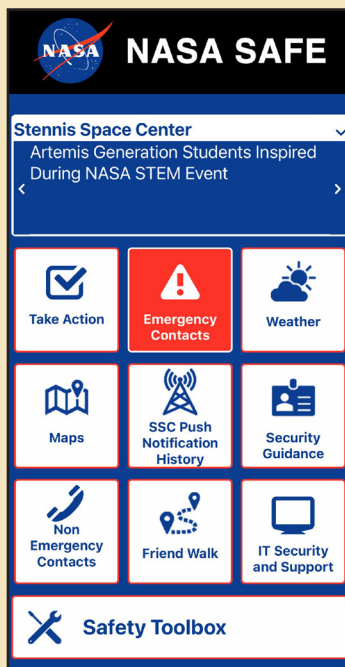 NASA
NASA SAFE
Stennis Space Center
Artemis Generation Students Inspired
During NASA STEM Event
Take Action
Emergency
Contacts
Weather
Maps
SSC Push
Notification
History
Security
Guidance
Non
Emergency
Contacts
Friend Walk
IT Security
and Support
Safety Toolbox